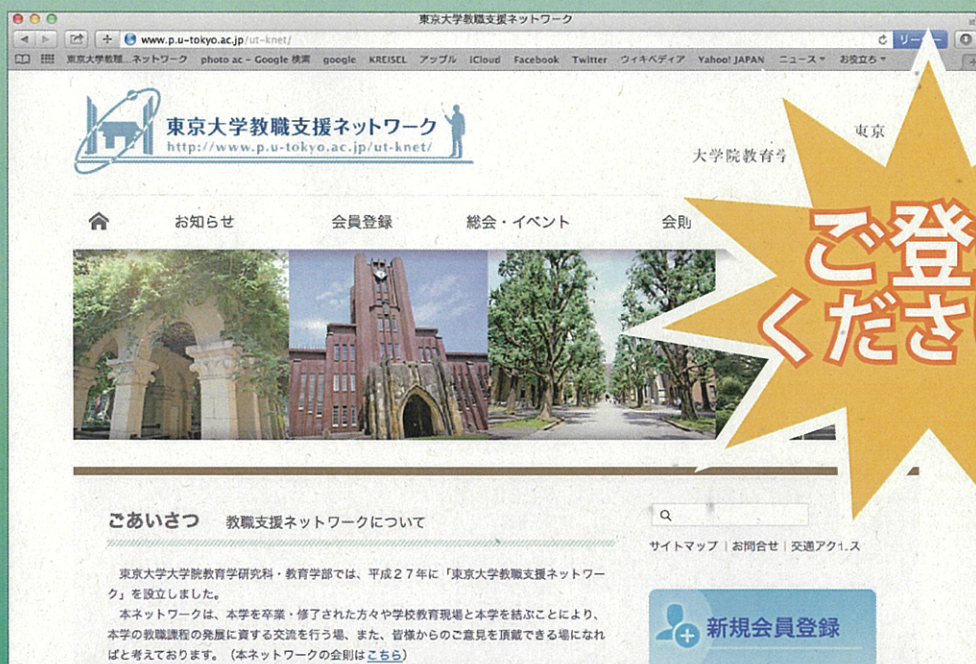 東京大学教職支援ネットワーク
www.p.u-tokyo.ac.jp/ut-knet/
リーダー
東京大学教職…ネットワーク photo ac - Google 検索 google KREISEL アップル iCloud Facebook Twitter ウィキペディア Yahoo! JAPAN ニュース お役立ち
東京大学教職支援ネットワーク
http://www.p.u-tokyo.ac.jp/ut-knet/
東京
大学院教育学
お知らせ 会員登録 総会・イベント 会則
ご登
くださ
ごあいさつ 教職支援ネットワークについて
サイトマップ | お問合せ | 交通アクセス
東京大学大学院教育学研究科・教育学部では、平成27年に「東京大学教職支援ネットワー
ク」を設立しました。
本ネットワークは、本学を卒業・修了された方々や学校教育現場と本学を結ぶことにより、
本学の教職課程の発展に資する交流を行う場、また、皆様からのご意見を頂戴できる場になれ
ばと考えております。（本ネットワークの会則はこちら）
新規会員登録